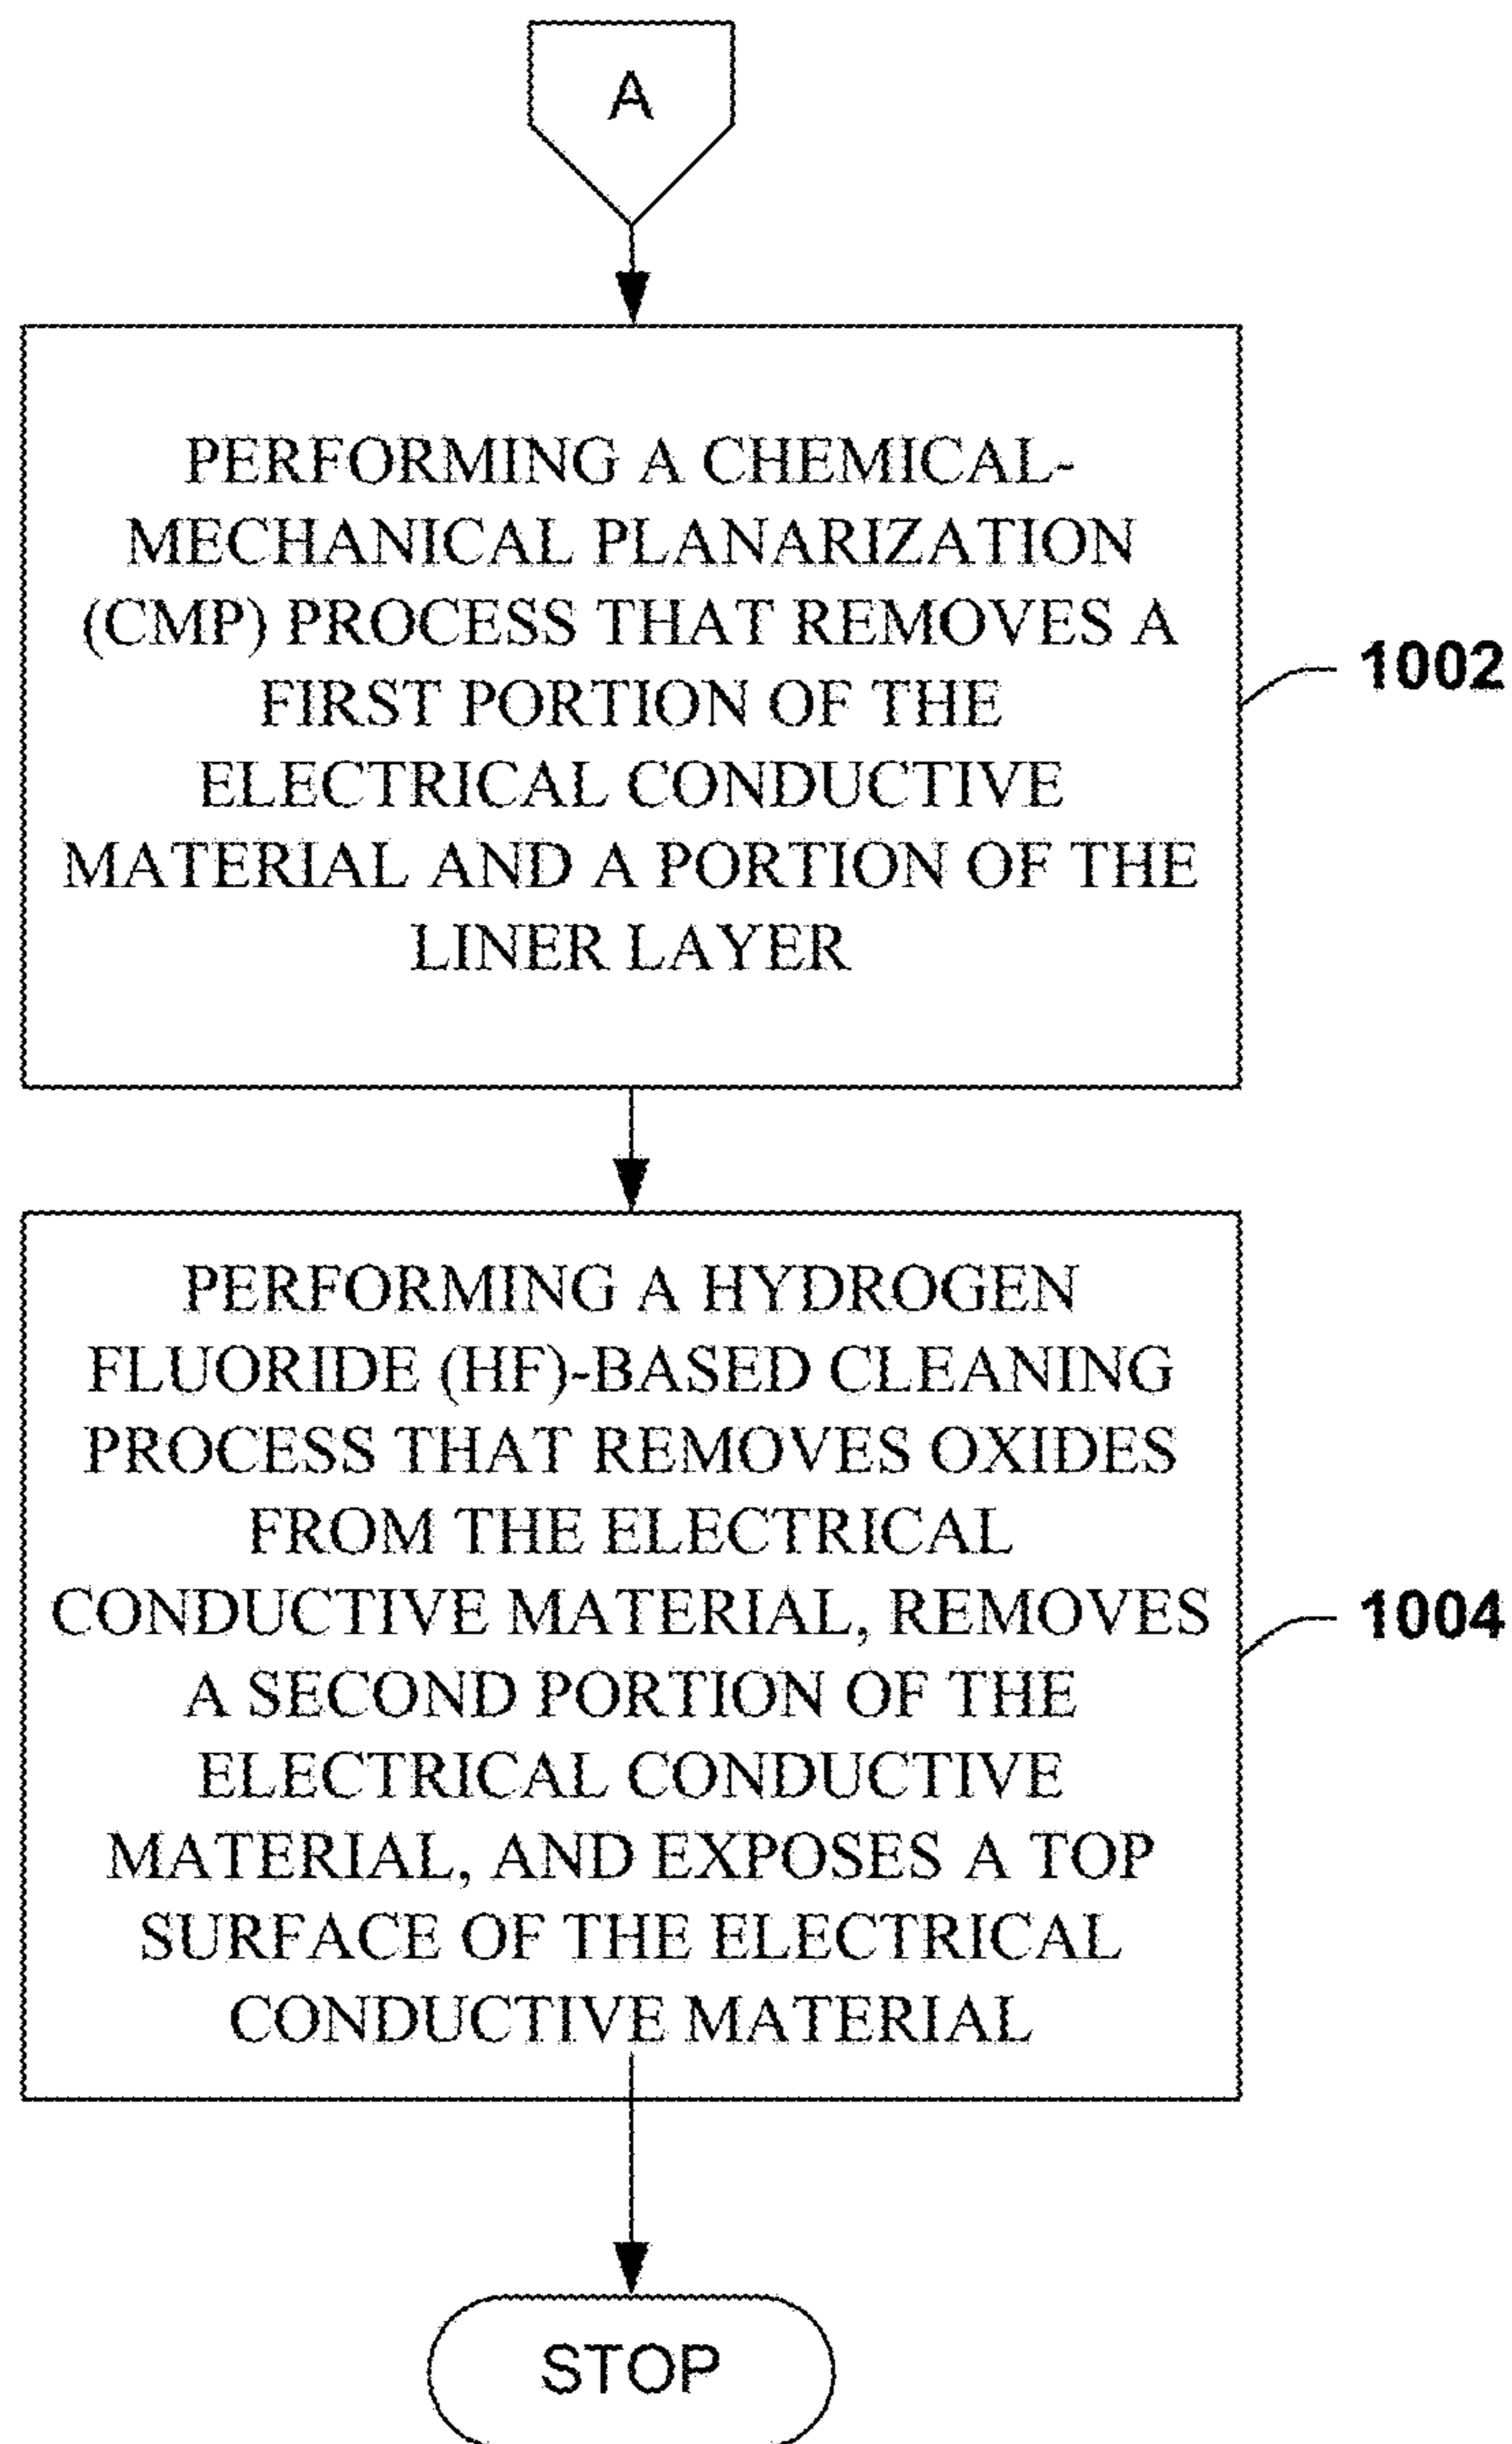 A
PERFORMING A CHEMICAL-
MECHANICAL PLANARIZATION
(CMP) PROCESS THAT REMOVES A
FIRST PORTION OF THE
ELECTRICAL CONDUCTIVE
MATERIAL AND A PORTION OF THE
LINER LAYER
1002
PERFORMING A HYDROGEN
FLUORIDE (HF)-BASED CLEANING
PROCESS THAT REMOVES OXIDES
FROM THE ELECTRICAL
CONDUCTIVE MATERIAL, REMOVES
A SECOND PORTION OF THE
ELECTRICAL CONDUCTIVE
MATERIAL, AND EXPOSES A TOP
SURFACE OF THE ELECTRICAL
CONDUCTIVE MATERIAL
1004
STOP